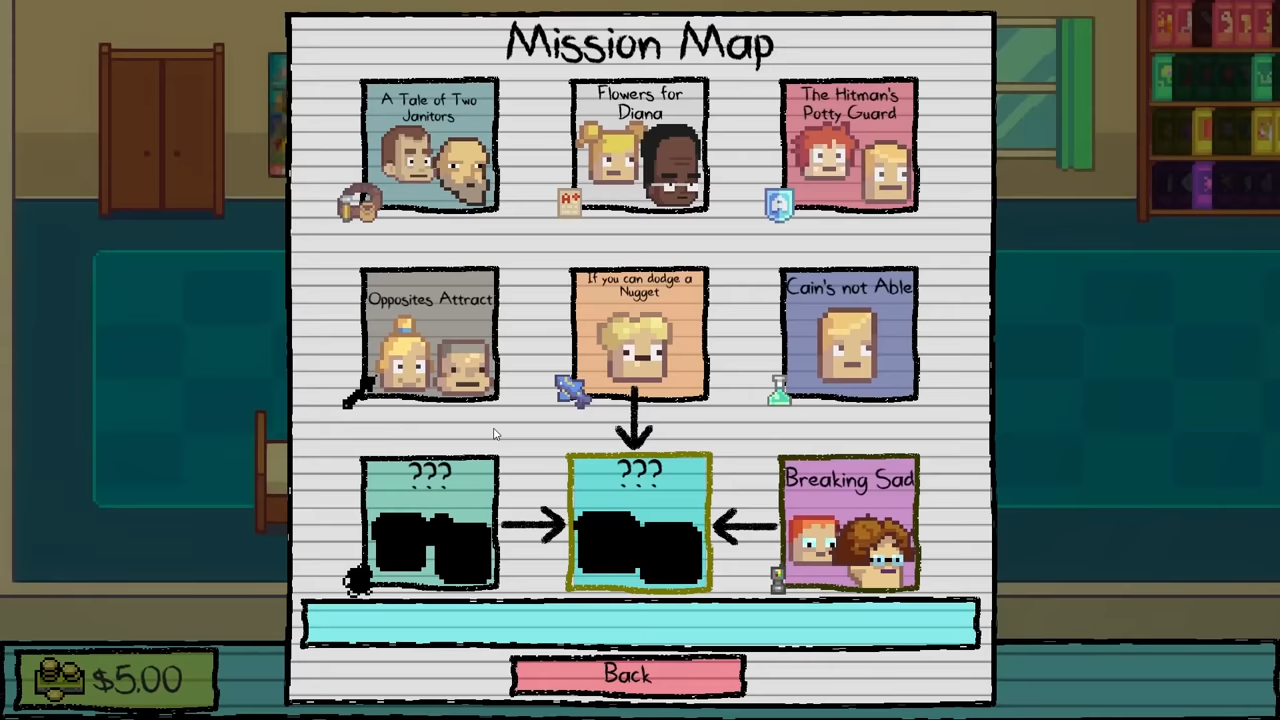 Mission Map
A Tale of Two
Janitors
Flowers for
Diana
The Hitman's
Potty Guard
A+
Opposites Attract
If you can dodge a
Nugget
Cain's not Able
???
???
Breaking Sad
Back
$5.00